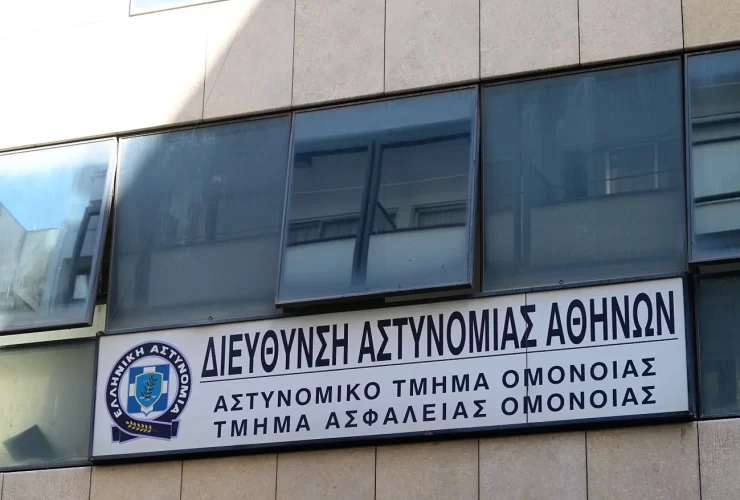 ΔΙΕΥΘΥΝΣΗ ΑΣΤΥΝΟΜΙΑΣ ΑΘΗΝΩΝ
ΕΛΛΗΝΙΚΗ ΑΣΤΥΝΟΜΙΑ
ΑΣΤΥΝΟΜΙΚΟ ΤΜΗΜΑ ΟΜΟΝΟΙΑΣ
ΤΜΗΜΑ ΑΣΦΑΛΕΙΑΣ ΟΜΟΝΟΙΑΣ